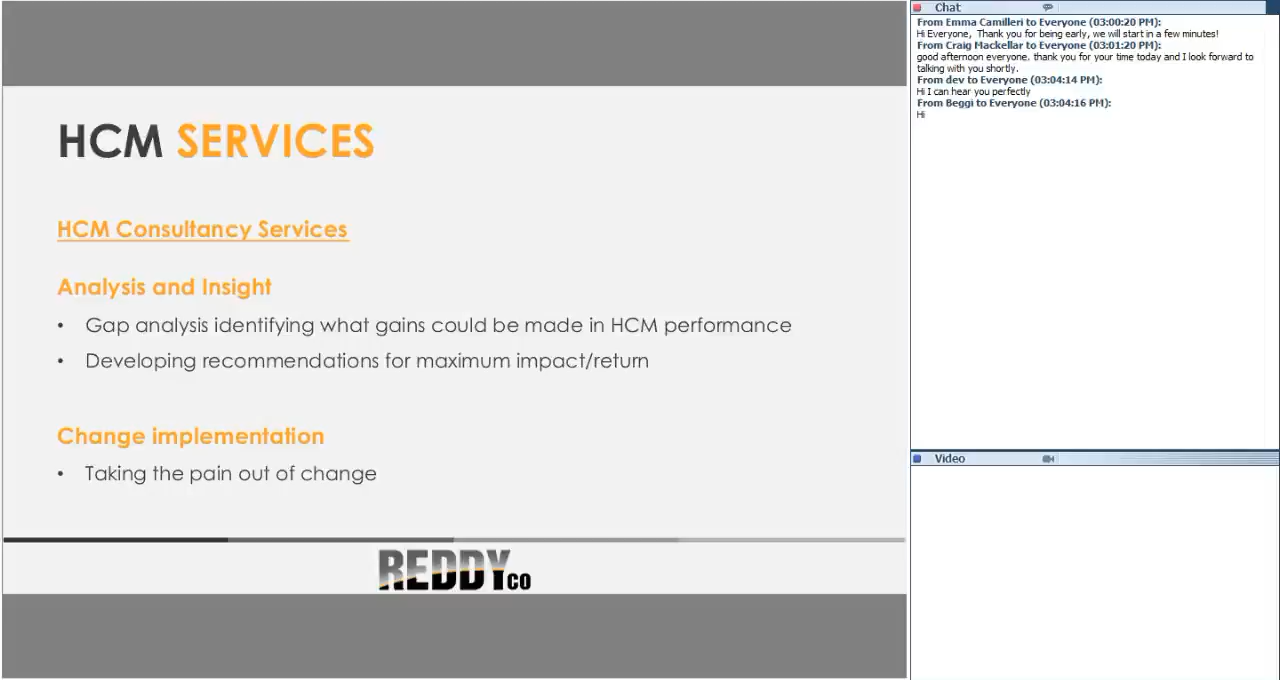 HCM SERVICES
HCM Consultancy Services
Analysis and Insight
• Gap analysis identifying what gains could be made in HCM performance
• Developing recommendations for maximum impact/return
Change implementation
• Taking the pain out of change
REDDYco
Chat
From Emma Camilleri to Everyone (03:00:20 PM):
Hi Everyone,  Thank you for being early, we will start in a few minutes!
From Craig Mackellar to Everyone (03:01:20 PM):
good afternoon everyone. thank you for your time today and I look forward to
talking with you shortly.
From dev to Everyone (03:04:14 PM):
Hi I can hear you perfectly
From Beggi to Everyone (03:04:16 PM):
Hi
Video